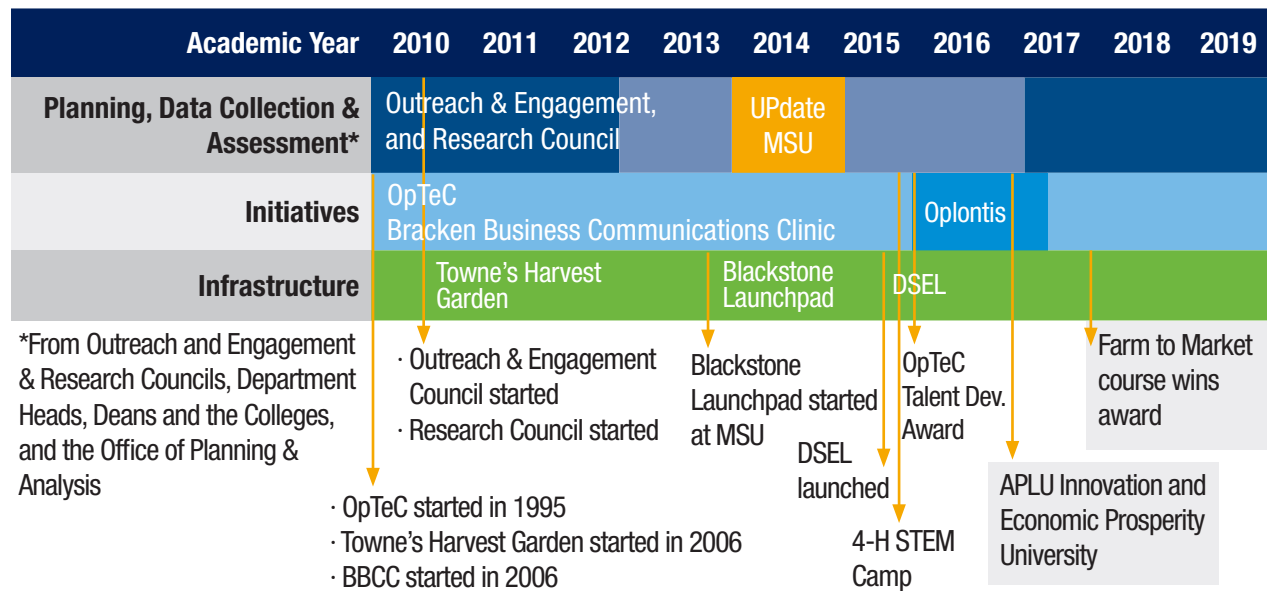 Academic Year 2010 2011 2012 2013 2014 2015 2016 2017 2018 2019
Planning, Data Collection &
Assessment*
Outreach & Engagement,
and Research Council
UPdate
MSU
Initiatives
OpTeC
Bracken Business Communications Clinic
Oplontis
Infrastructure
Towne’s Harvest
Garden
Blackstone
Launchpad
DSEL
*From Outreach and Engagement
& Research Councils, Department
Heads, Deans and the Colleges,
and the Office of Planning &
Analysis
· Outreach & Engagement
Council started
· Research Council started
· OpTeC started in 1995
· Towne’s Harvest Garden started in 2006
· BBCC started in 2006
Blackstone
Launchpad started
at MSU
DSEL
launched
4-H STEM
Camp
OpTeC
Talent Dev.
Award
APLU Innovation and
Economic Prosperity
University
Farm to Market
course wins
award